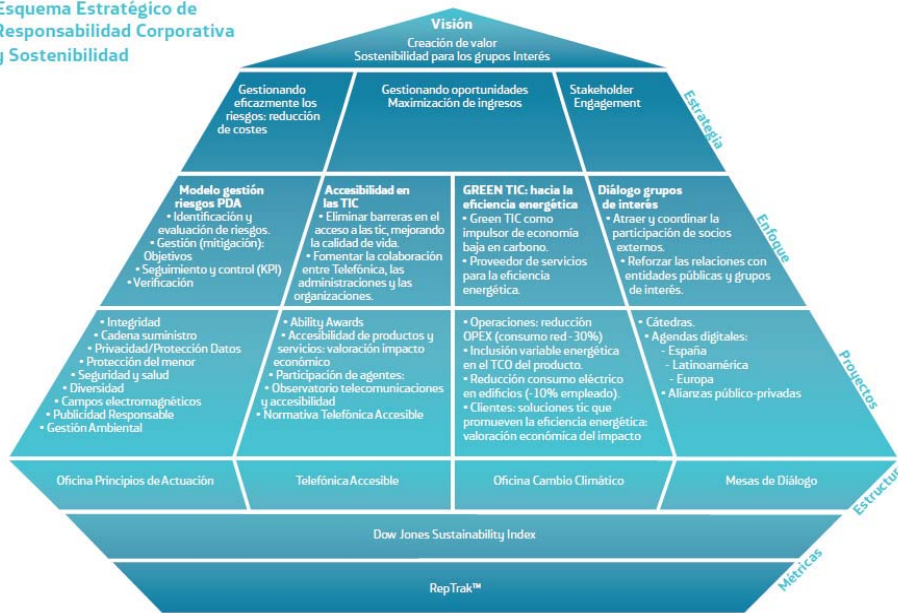 Esquema Estratégico de
Responsabilidad Corporativa
y Sostenibilidad
Visión
Creación de valor
Sostenibilidad para los grupos Interés
Gestionando
eficazmente los
riesgos: reducción
de costes
Gestionando oportunidades
Maximización de ingresos
Stakeholder
Engagement
Estrategia
Modelo gestión
riesgos PDA
• Identificación y
evaluación de riesgos.
• Gestión (mitigación):
Objetivos
• Seguimiento y control (KPI)
• Verificación
Accesibilidad en
las TIC
• Eliminar barreras en el
acceso a las tic, mejorando
la calidad de vida.
• Fomentar la colaboración
entre Telefónica, las
administraciones y las
organizaciones.
GREEN TIC: hacia la
eficiencia energética
• Green TIC como
impulsor de economía
baja en carbono.
• Proveedor de servicios
para la eficiencia
energética.
Diálogo grupos
de interés
• Atraer y coordinar la
participación de socios
externos.
• Reforzar las relaciones con
entidades públicas y grupos
de interés.
Enfoque
• Integridad
• Cadena suministro
• Privacidad/Protección Datos
• Protección del menor
• Seguridad y salud
• Diversidad
• Campos electromagnéticos
• Publicidad Responsable
• Gestión Ambiental
• Ability Awards
• Accesibilidad de productos y
servicios: valoración impacto
económico
• Participación de agentes:
• Observatorio telecomunicaciones
y accesibilidad
• Normativa Telefónica Accesible
• Operaciones: reducción
OPEX (consumo red -30%)
• Inclusión variable energética
en el TCO del producto.
• Reducción consumo eléctrico
en edificios (-10% empleado).
• Clientes: soluciones tic que
promueven la eficiencia energética:
valoración económica del impacto
• Cátedras.
• Agendas digitales:
- España
- Latinoamérica
- Europa
• Alianzas público-privadas
Proyectos
Oficina Principios de Actuación
Telefónica Accesible
Oficina Cambio Climático
Mesas de Diálogo
Estructur
Dow Jones Sustainability Index
RepTrak™
Métricas